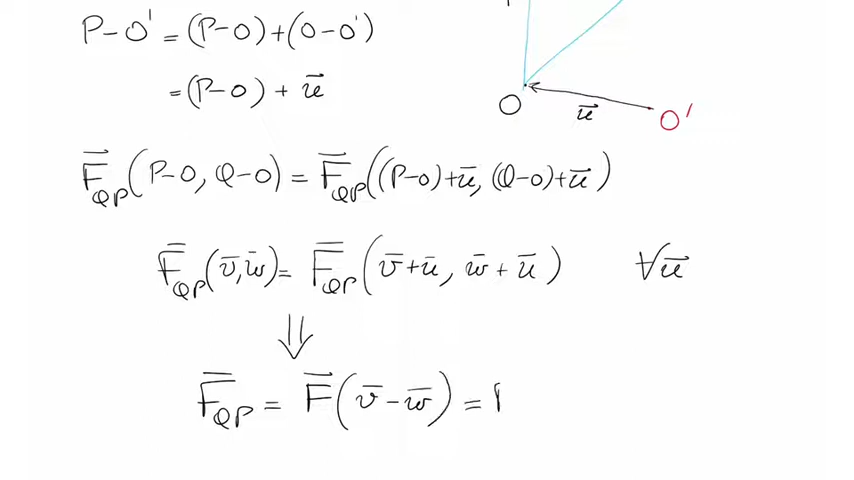 P-O' = (P-O)+(O-O')
= (P-O) + u⃗
O
u⃗
O'
F⃗_QP (P-O, Q-O) = F⃗_QP ((P-O)+u̅, (Q-O)+u̅)
F̅_QP (v̅, w̅) = F̅_QP (v̅+u̅, w̅+u̅) ∀u̅
⇓
F̅_QP = F̅ (v̅-w̅) =